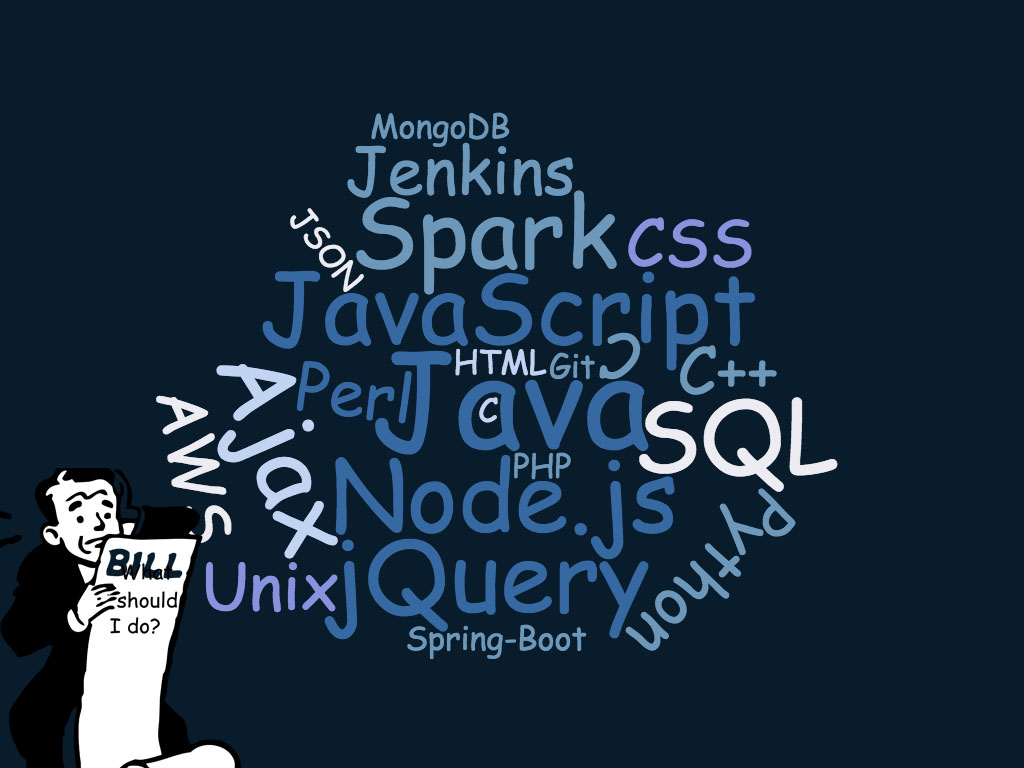 MongoDB
Jenkins
JSON
Spark
CSS
JavaScript
HTML
Git
C
C++
Perl
Java
C
Ajax
AWS
SQL
PHP
Node.js
Python
Unix
jQuery
Spring-Boot
BILL
What
should
I do?